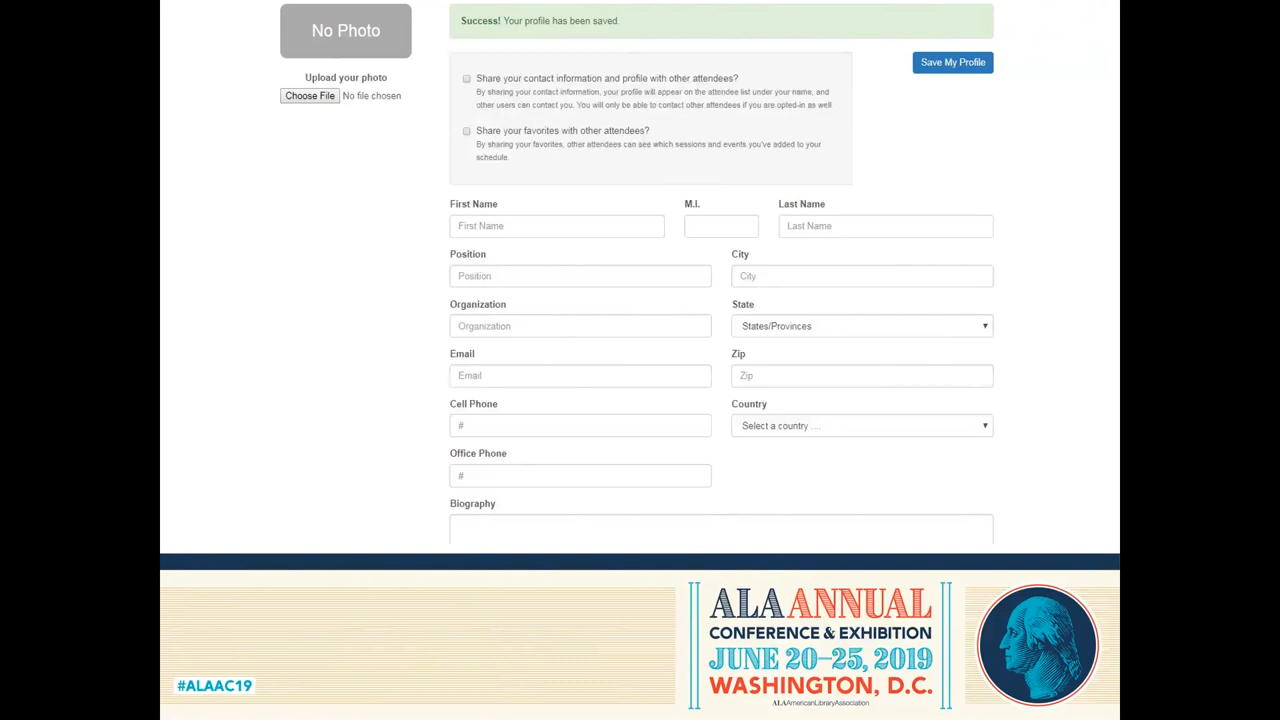 No Photo
Upload your photo
Choose File No file chosen
Success! Your profile has been saved.
Save My Profile
Share your contact information and profile with other attendees?
By sharing your contact information, your profile will appear on the attendee list under your name, and
other users can contact you. You will only be able to contact other attendees if you are opted-in as well
Share your favorites with other attendees?
By sharing your favorites, other attendees can see which sessions and events you've added to your
schedule.
First Name M.I. Last Name
First Name Last Name
Position City
Position City
Organization State
Organization States/Provinces
Email Zip
Email Zip
Cell Phone Country
# Select a country ....
Office Phone
#
Biography
#ALAAC19
ALA ANNUAL
CONFERENCE & EXHIBITION
JUNE 20–25, 2019
WASHINGTON, D.C.
ALAAmericanLibraryAssociation